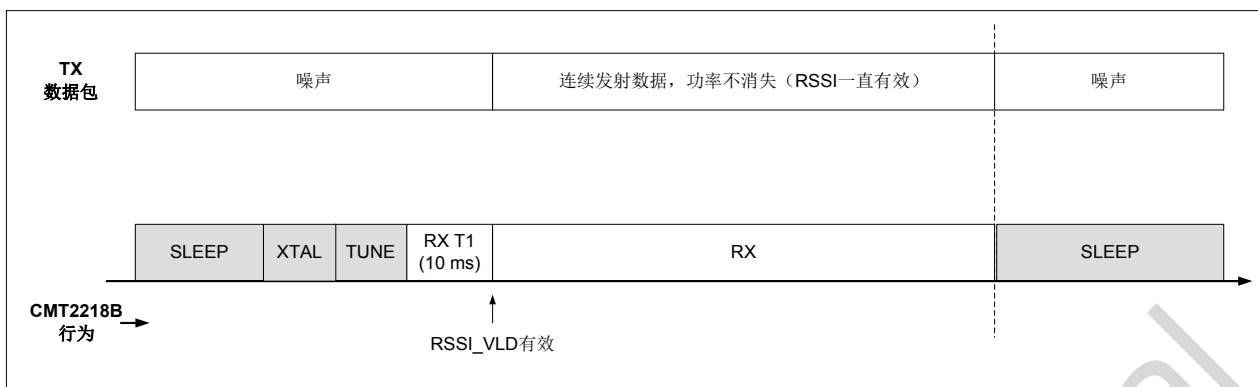 TX
数据包
噪声
连续发射数据，功率不消失（RSSI一直有效）
噪声
SLEEP
XTAL
TUNE
RX T1
(10 ms)
RX
SLEEP
CMT2218B
行为
RSSI_VLD有效
al